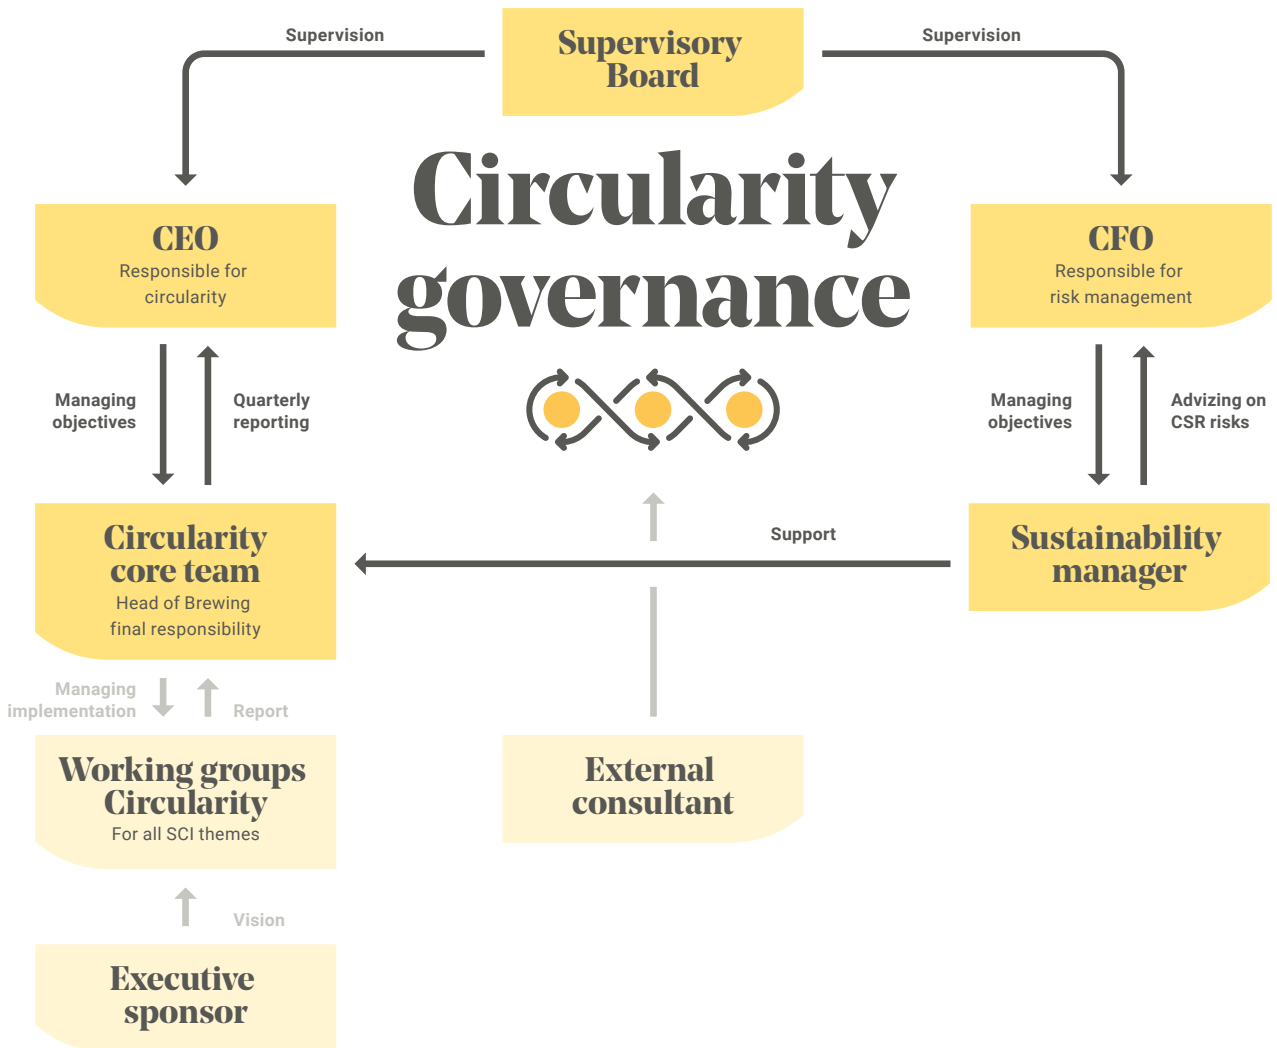 Supervision
Supervisory
Board
Supervision
Circularity
governance
CEO
Responsible for
circularity
CFO
Responsible for
risk management
Managing
objectives
Quarterly
reporting
Managing
objectives
Advizing on
CSR risks
Circularity
core team
Head of Brewing
final responsibility
Support
Sustainability
manager
Managing
implementation
Report
Working groups
Circularity
For all SCI themes
External
consultant
Vision
Executive
sponsor